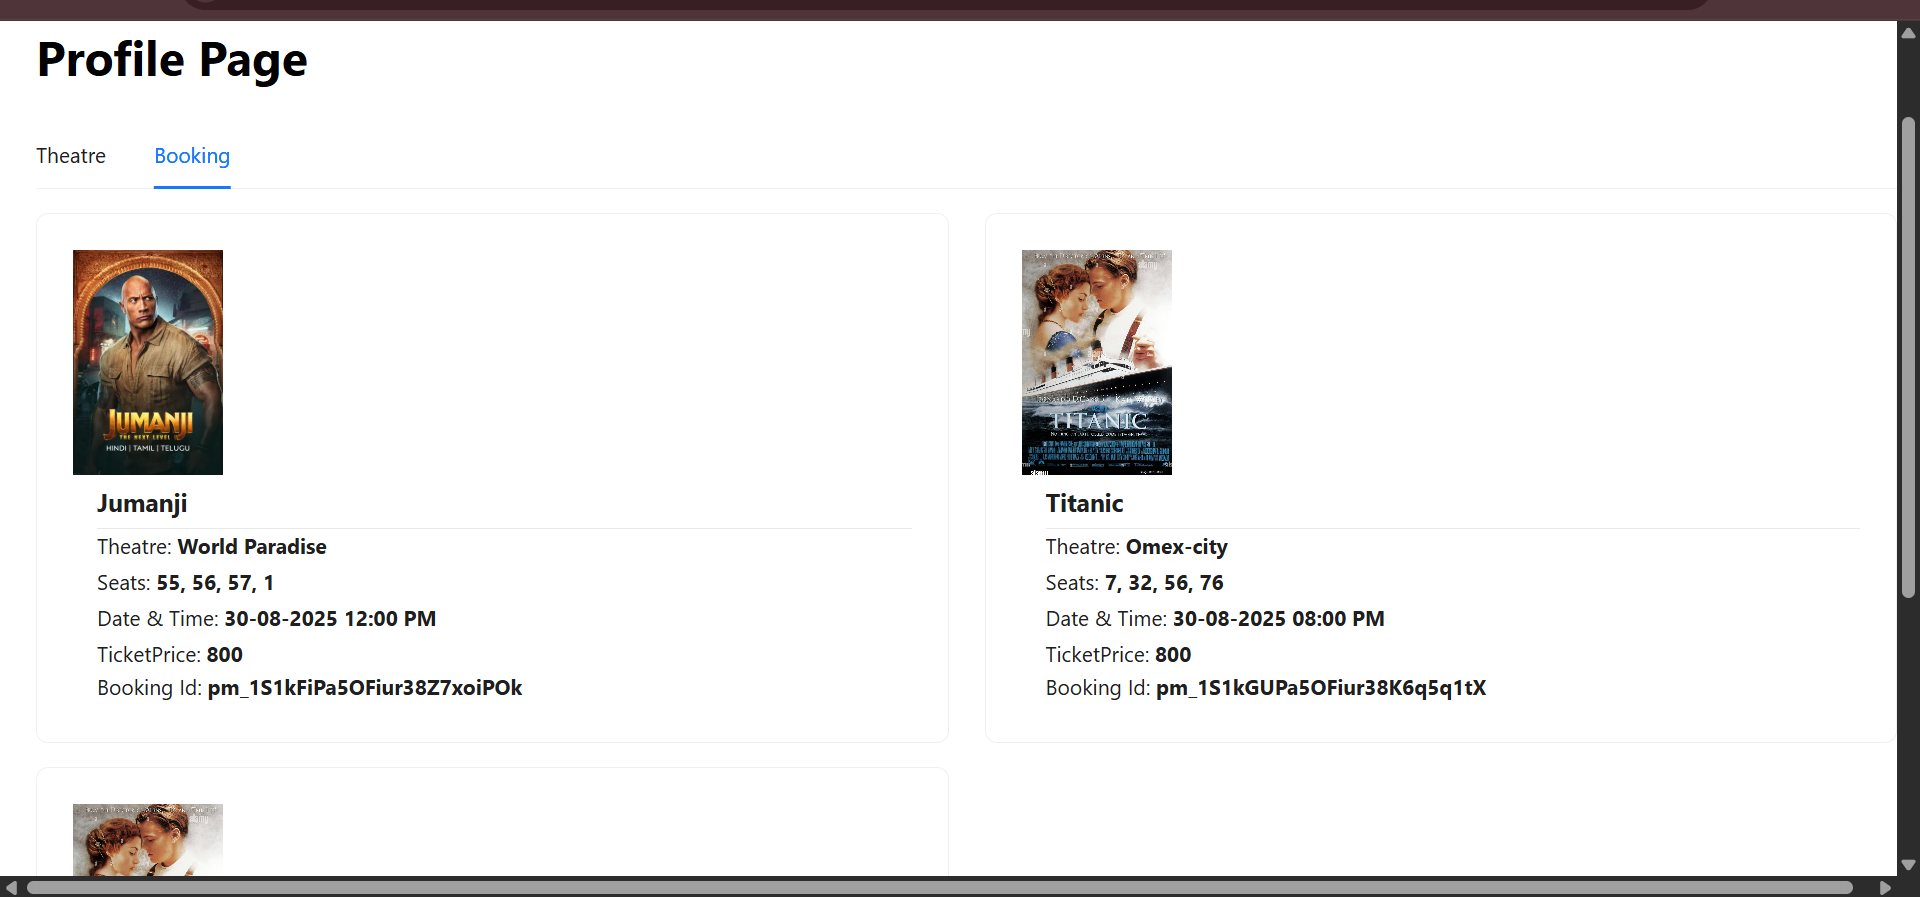 Profile Page
Theatre
Booking
JUMANJI
THE NEXT LEVEL
HINDI | TAMIL | TELUGU
Jumanji
Theatre: World Paradise
Seats: 55, 56, 57, 1
Date & Time: 30-08-2025 12:00 PM
TicketPrice: 800
Booking Id: pm_1S1kFiPa5OFiur38Z7xoiPOk
TITANIC
Titanic
Theatre: Omex-city
Seats: 7, 32, 56, 76
Date & Time: 30-08-2025 08:00 PM
TicketPrice: 800
Booking Id: pm_1S1kGUPa5OFiur38K6q5q1tX